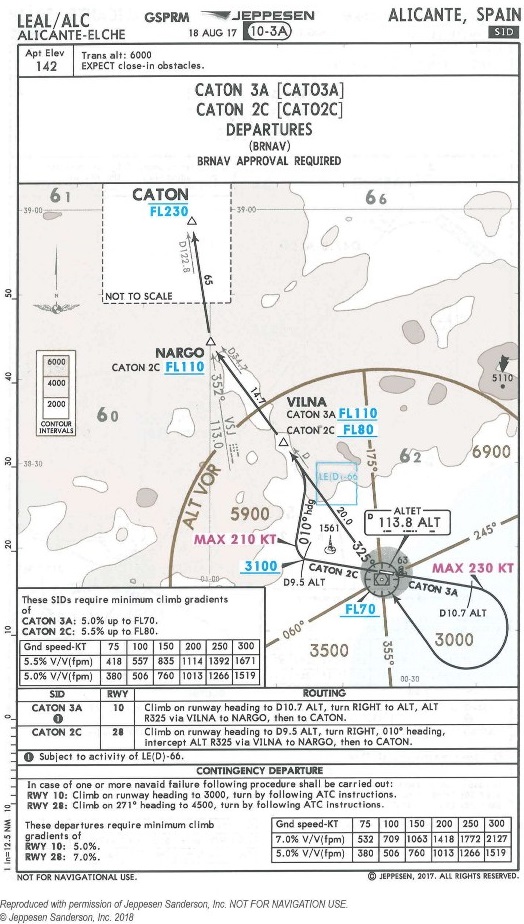 LEAL/ALC
ALICANTE-ELCHE
GSPRM
JEPPESEN
18 AUG 17
10-3A
ALICANTE, SPAIN
SID
Apt Elev
142
Trans alt: 6000
EXPECT close-in obstacles.
CATON 3A [CATO3A]
CATON 2C [CATO2C]
DEPARTURES
(BRNAV)
BRNAV APPROVAL REQUIRED
61
66
39-00
39-00
CATON
FL230
D122.8
65
NOT TO SCALE
NARGO
CATON 2C FL110
D34.7
352°
VSJ
113.0
14.7
6000
4000
2000
CONTOUR
INTERVALS
60
5110
VILNA
CATON 3A FL110
CATON 2C FL80
D
LE(D)-66
175°
62
6900
38-30
ALT VOR
5900
010° hdg
20.0
1561
325°
ALTET
D
113.8 ALT
245°
MAX 210 KT
MAX 230 KT
3100
CATON 2C
D9.5 ALT
63
CATON 3A
D10.7 ALT
FL70
01-00
060°
355°
3500
3000
00-30
50
40
30
20
10
0
10
1 in=12.5 NM
These SIDs require minimum climb gradients
of
CATON 3A: 5.0% up to FL70.
CATON 2C: 5.5% up to FL80.
Gnd speed-KT 75 100 150 200 250 300
5.5% V/V(fpm) 418 557 835 1114 1392 1671
5.0% V/V(fpm) 380 506 760 1013 1266 1519
SID RWY ROUTING
CATON 3A 10 Climb on runway heading to D10.7 ALT, turn RIGHT to ALT, ALT
1 R325 via VILNA to NARGO, then to CATON.
CATON 2C 28 Climb on runway heading to D9.5 ALT, turn RIGHT, 010° heading,
intercept ALT R325 via VILNA to NARGO, then to CATON.
1 Subject to activity of LE(D)-66.
CONTINGENCY DEPARTURE
In case of one or more navaid failure following procedure shall be carried out:
RWY 10: Climb on runway heading to 3000, turn by following ATC instructions.
RWY 28: Climb on 271° heading to 4500, turn by following ATC instructions.
These departures require minimum climb
gradients of
RWY 10: 5.0%.
RWY 28: 7.0%.
Gnd speed-KT 75 100 150 200 250 300
7.0% V/V(fpm) 532 709 1063 1418 1772 2127
5.0% V/V(fpm) 380 506 760 1013 1266 1519
NOT FOR NAVIGATIONAL USE.
© JEPPESEN, 2017. ALL RIGHTS RESERVED.
Reproduced with permission of Jeppesen Sanderson, Inc. NOT FOR NAVIGATION USE.
© Jeppesen Sanderson, Inc. 2018